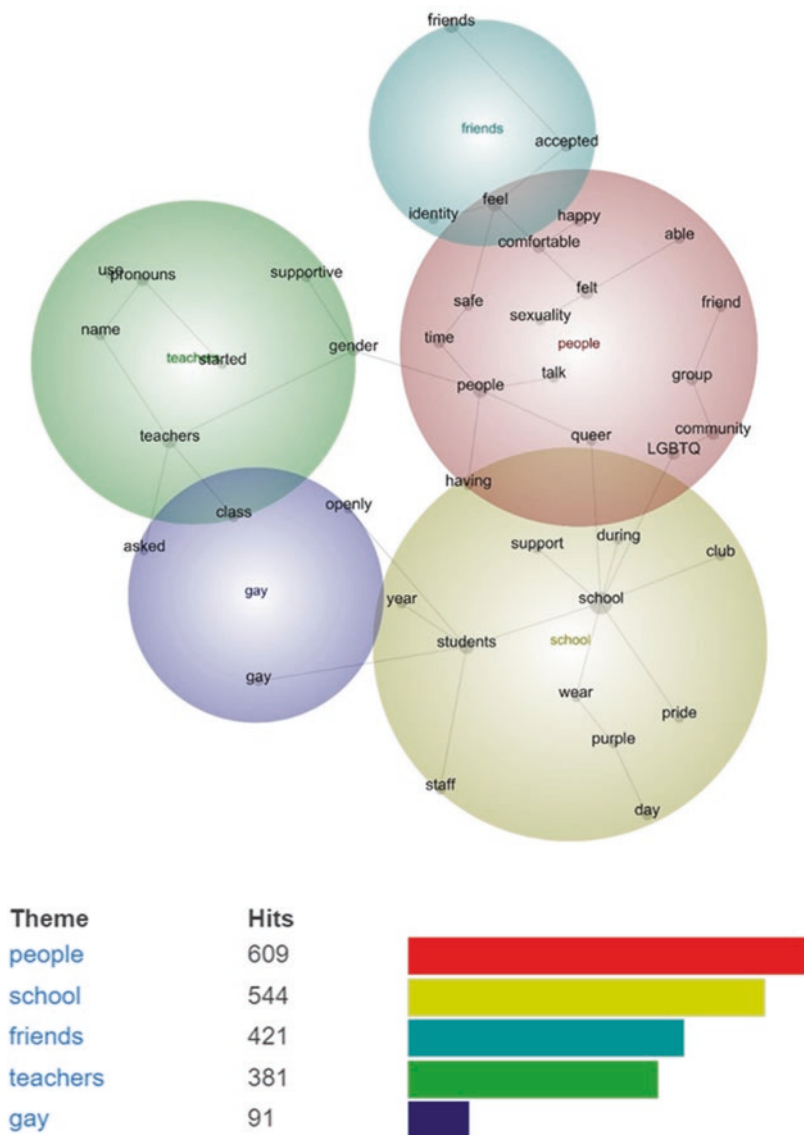 friends
friends
accepted
identity
feel
happy
comfortable
able
use
pronouns
supportive
safe
felt
friend
sexuality
name
time
gender
people
teachers
started
people
talk
group
teachers
queer
community
LGBTQ
having
openly
class
asked
support
during
club
gay
year
school
students
school
gay
wear
pride
purple
staff
day
Theme Hits
people 609
school 544
friends 421
teachers 381
gay 91